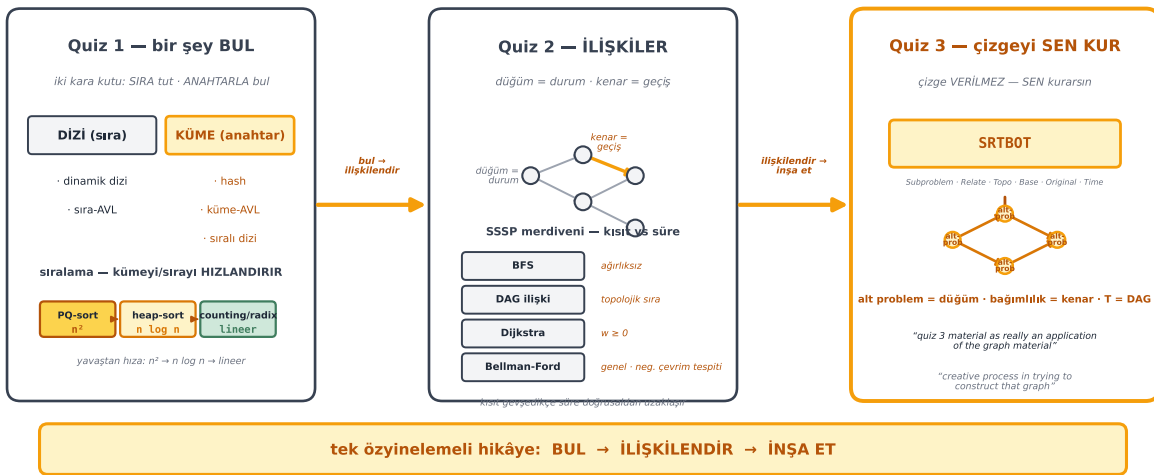 Quiz 1 — bir şey BUL
iki kara kutu: SIRA tut · ANAHTARLA bul
DİZİ (sıra)
KÜME (anahtar)
· dinamik dizi
· sıra-AVL
· hash
· küme-AVL
· sıralı dizi
sıralama — kümeyi/sırayı HIZLANDIRIR
PQ-sort
n²
heap-sort
n log n
counting/radix
lineer
yavaştan hıza: n² → n log n → lineer
bul →
ilişkilendir
Quiz 2 — İLİŞKİLER
düğüm = durum · kenar = geçiş
kenar =
geçiş
düğüm =
durum
SSSP merdiveni — kısıt vs süre
BFS
ağırlıksız
DAG ilişki
topolojik sıra
Dijkstra
w ≥ 0
Bellman-Ford
genel · neg. çevrim tespiti
kısıt gevşedikçe süre doğrusaldan uzaklaşır
ilişkilendir →
inşa et
Quiz 3 — çizgeyi SEN KUR
çizge VERİLMEZ — SEN kurarsın
SRTBOT
Subproblem · Relate · Topo · Base · Original · Time
alt-
prob
alt-
prob
alt-
prob
alt-
prob
alt problem = düğüm · bağımlılık = kenar · T = DAG
“quiz 3 material as really an application
of the graph material”
“creative process in trying to
construct that graph”
tek özyinelemeli hikâye: BUL → İLİŞKİLENDİR → İNŞA ET